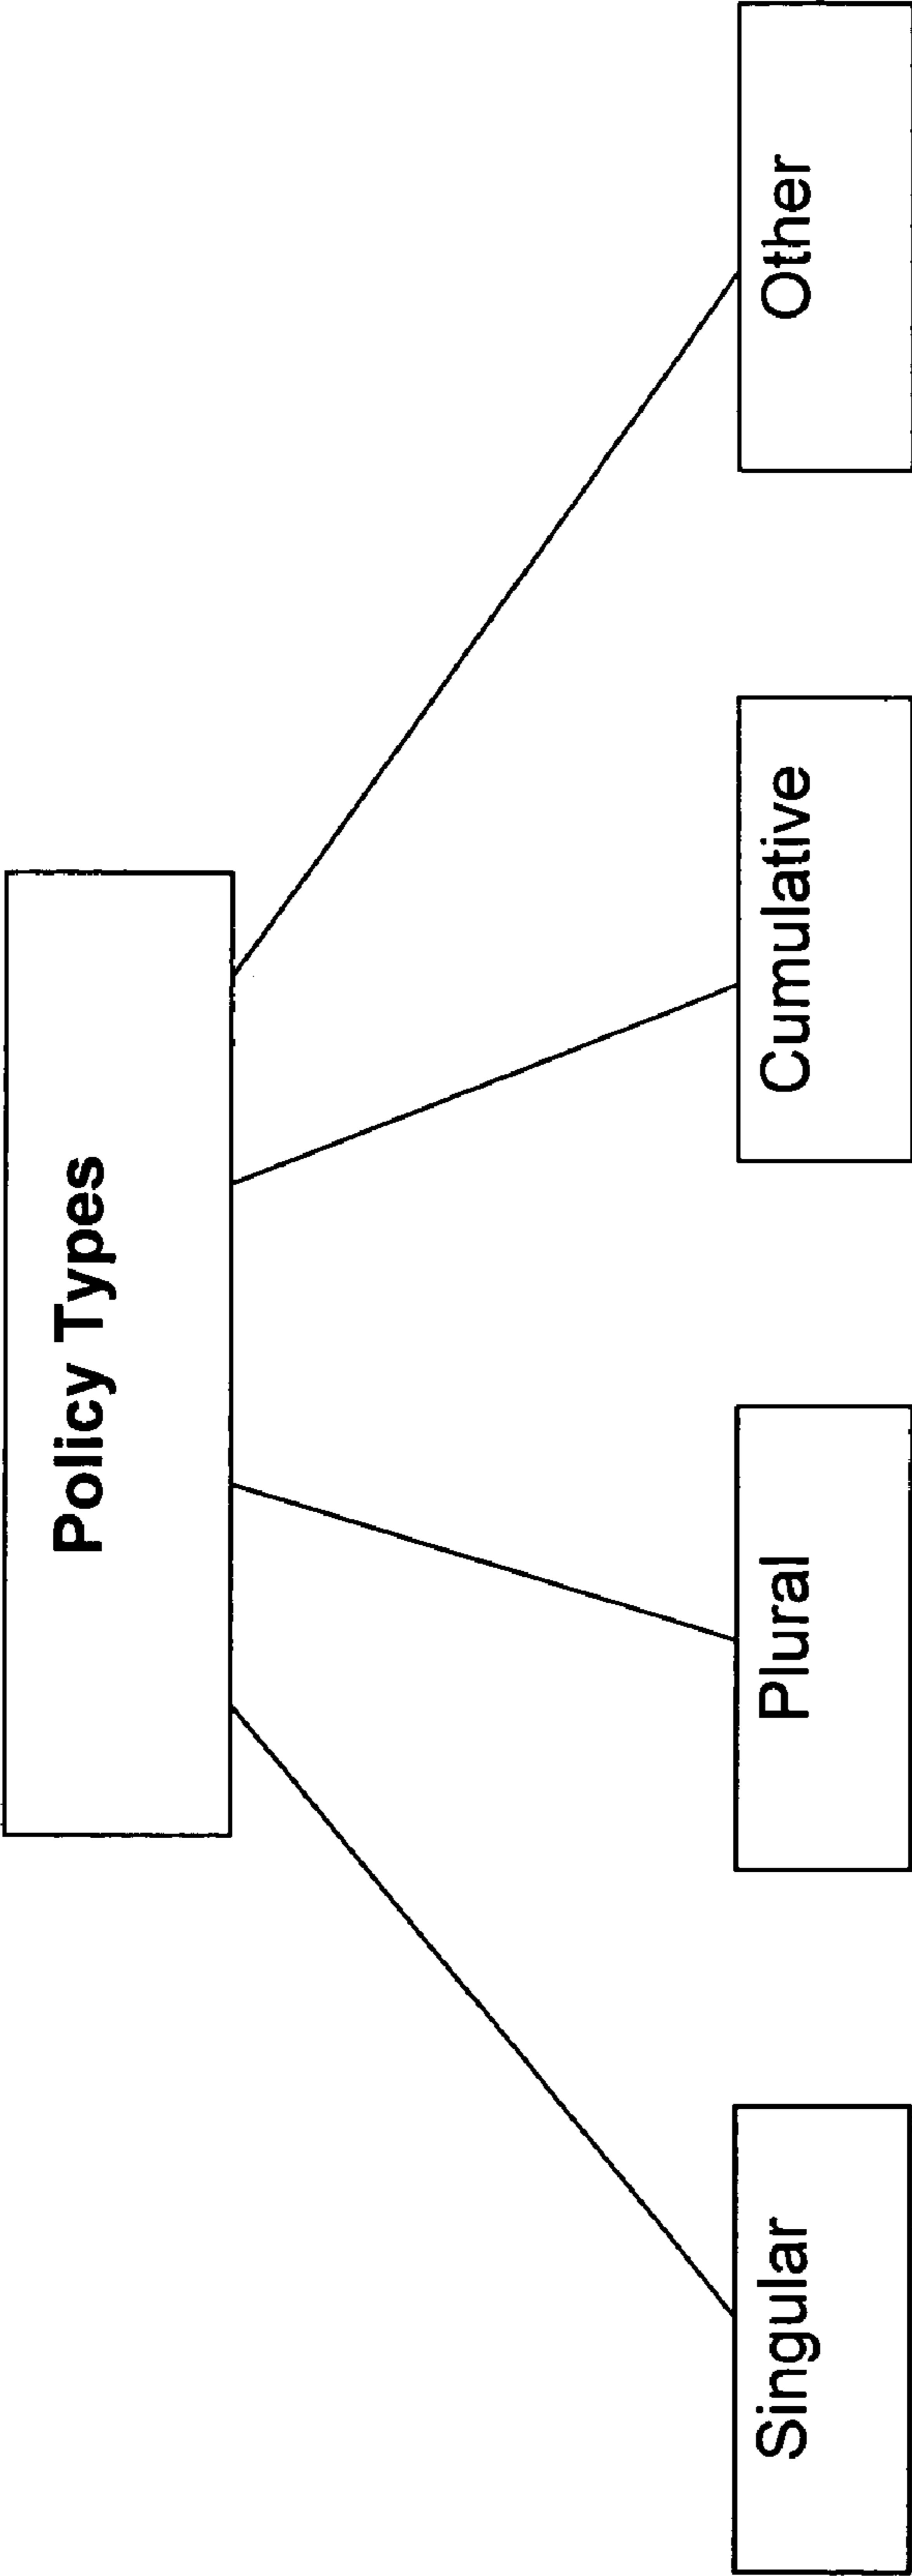 Policy Types
Singular
Plural
Cumulative
Other